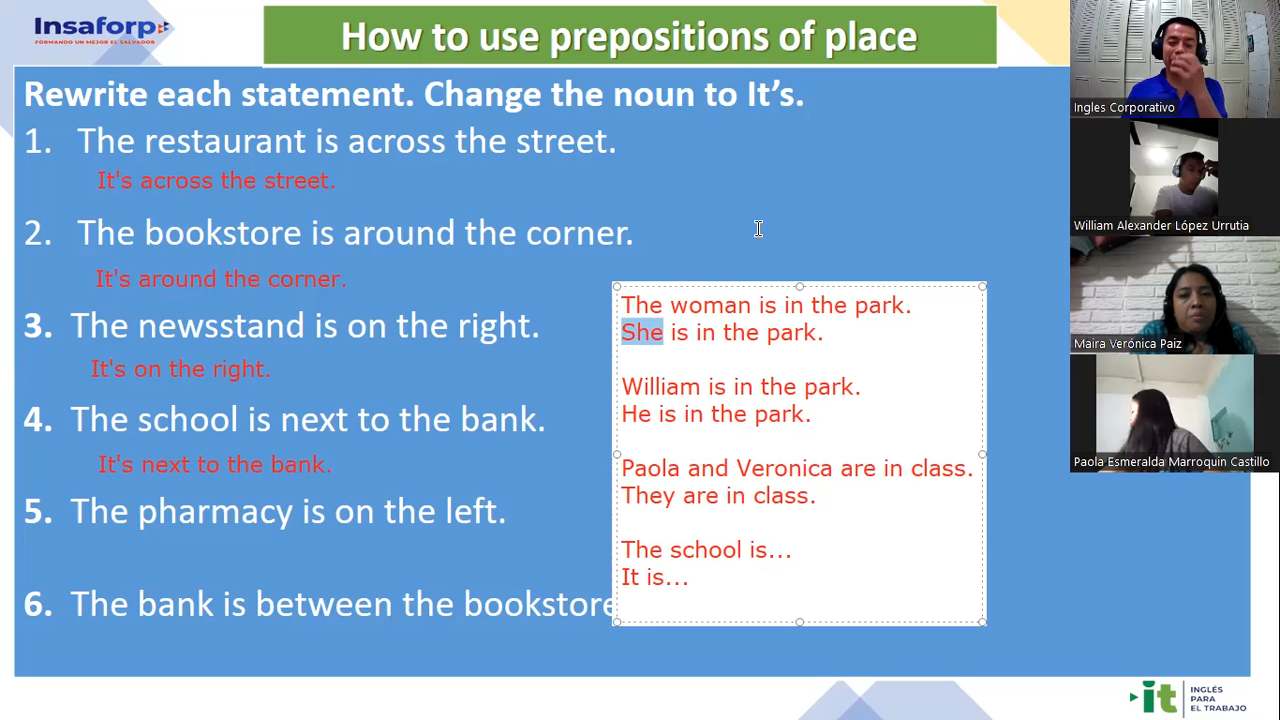 Insaforp
FORMANDO UN MEJOR EL SALVADOR
How to use prepositions of place
Rewrite each statement. Change the noun to It's.
1. The restaurant is across the street.
It's across the street.
2. The bookstore is around the corner.
It's around the corner.
3. The newsstand is on the right.
It's on the right.
4. The school is next to the bank.
It's next to the bank.
5. The pharmacy is on the left.
6. The bank is between the bookstore
The woman is in the park.
She is in the park.
William is in the park.
He is in the park.
Paola and Veronica are in class.
They are in class.
The school is...
It is...
Ingles Corporativo
William Alexander López Urrutia
Maira Verónica Paiz
Paola Esmeralda Marroquin Castillo
it
INGLÉS
PARA
EL TRABAJO